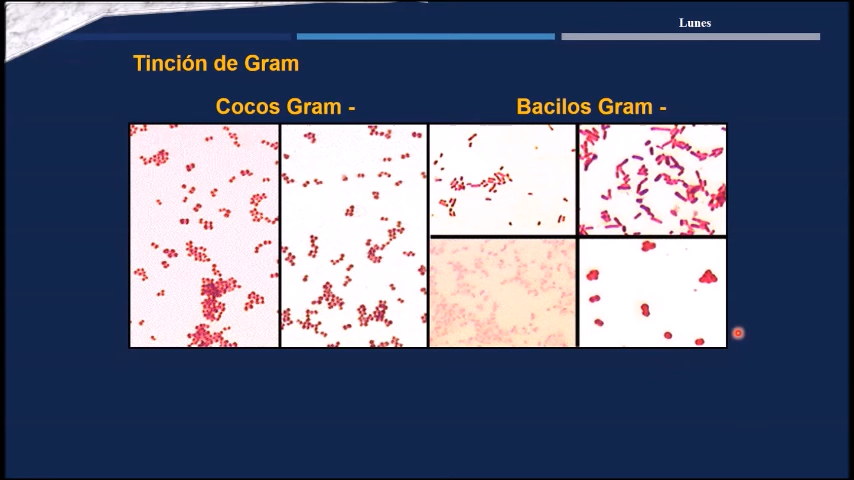 Lunes
Tinción de Gram
Cocos Gram -
Bacilos Gram -